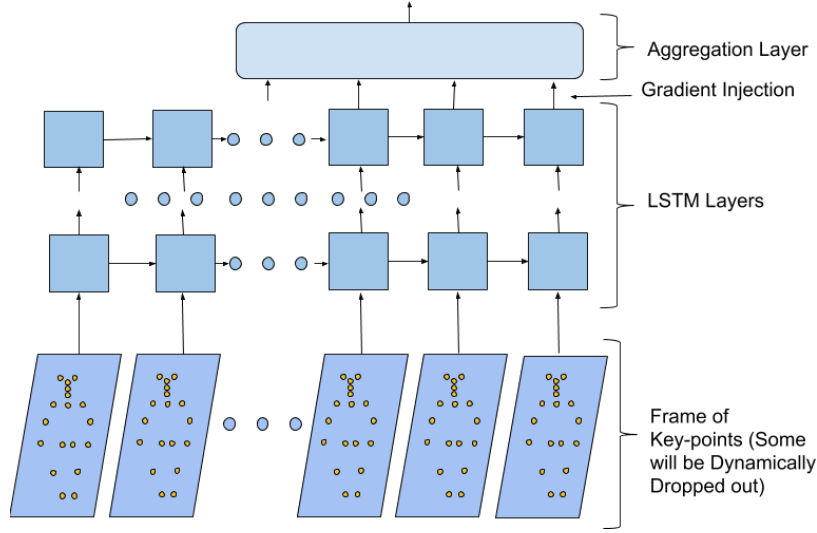 Aggregation Layer
Gradient Injection
LSTM Layers
Frame of
Key-points (Some
will be Dynamically
Dropped out)